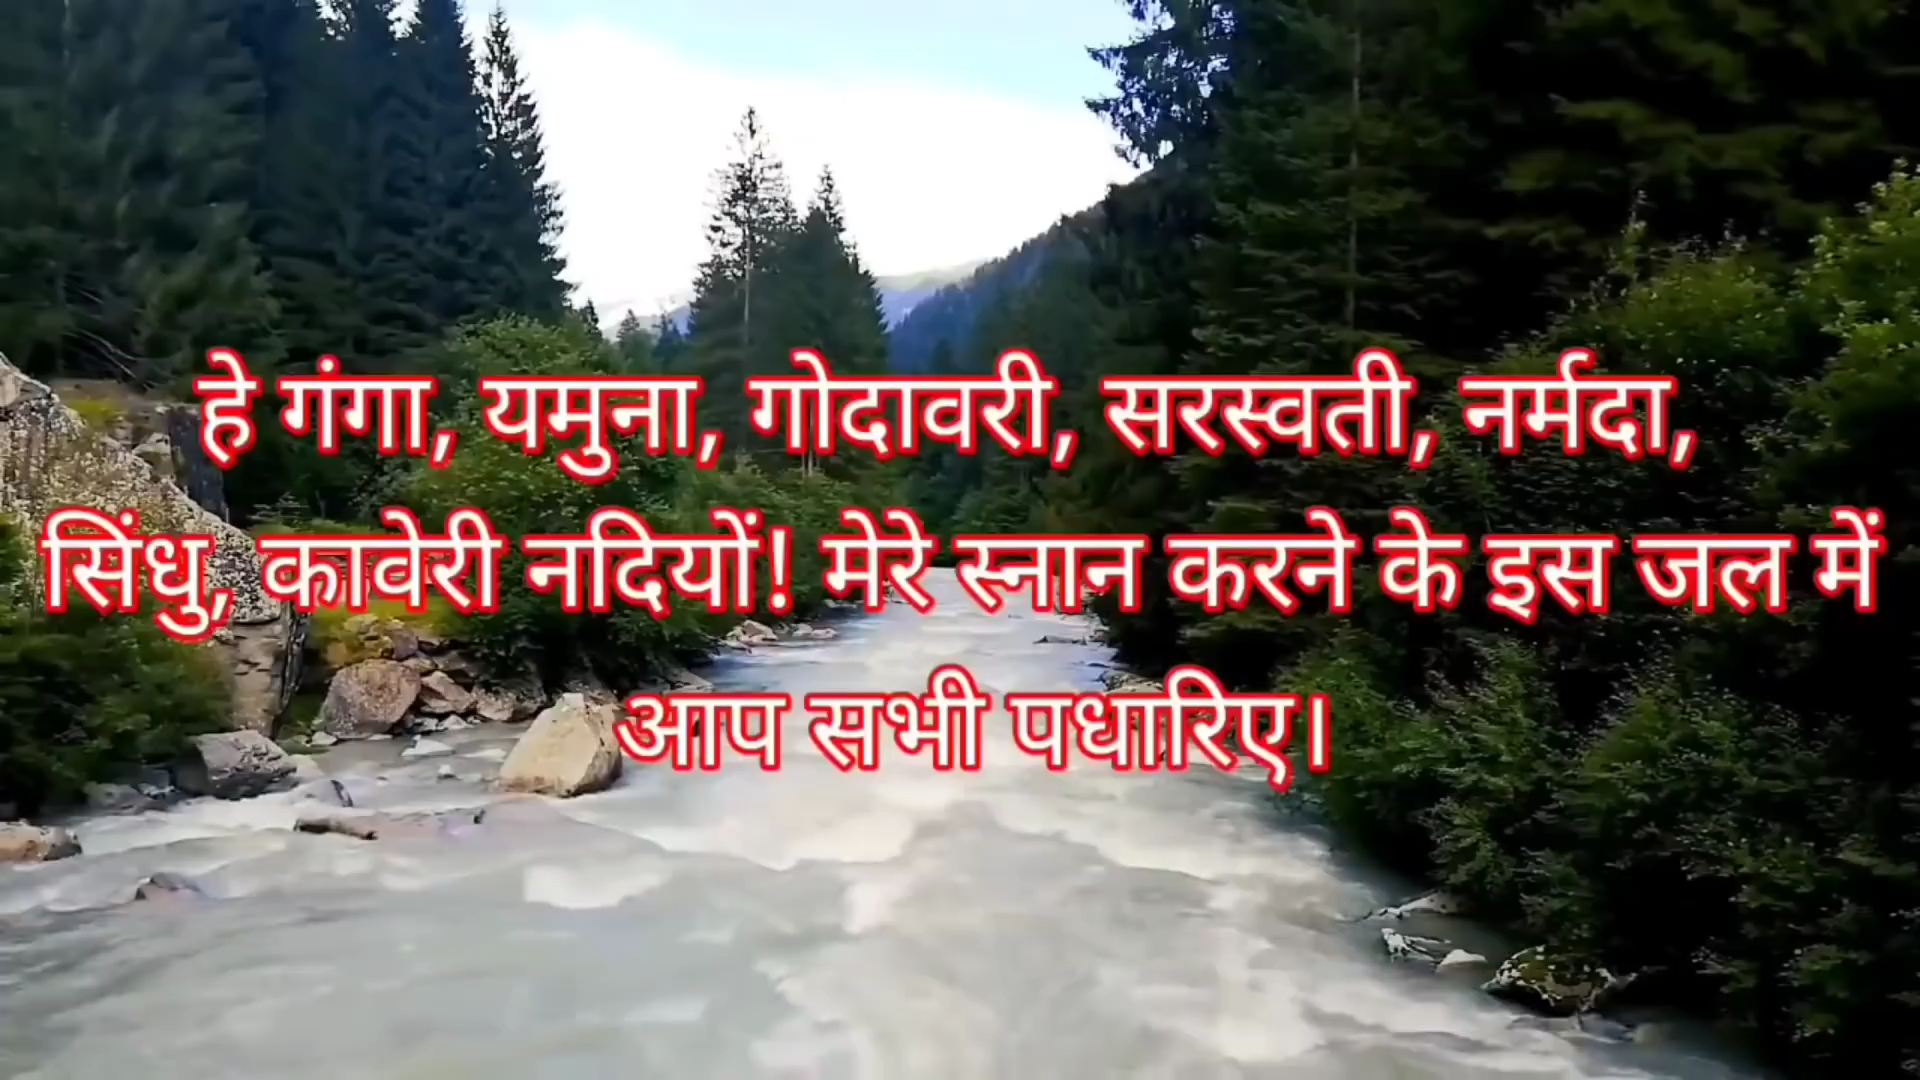 हे गंगा, यमुना, गोदावरी, सरस्वती, नर्मदा,
सिंधु, कावेरी नदियों! मेरे स्नान करने के इस जल में
आप सभी पधारिए।